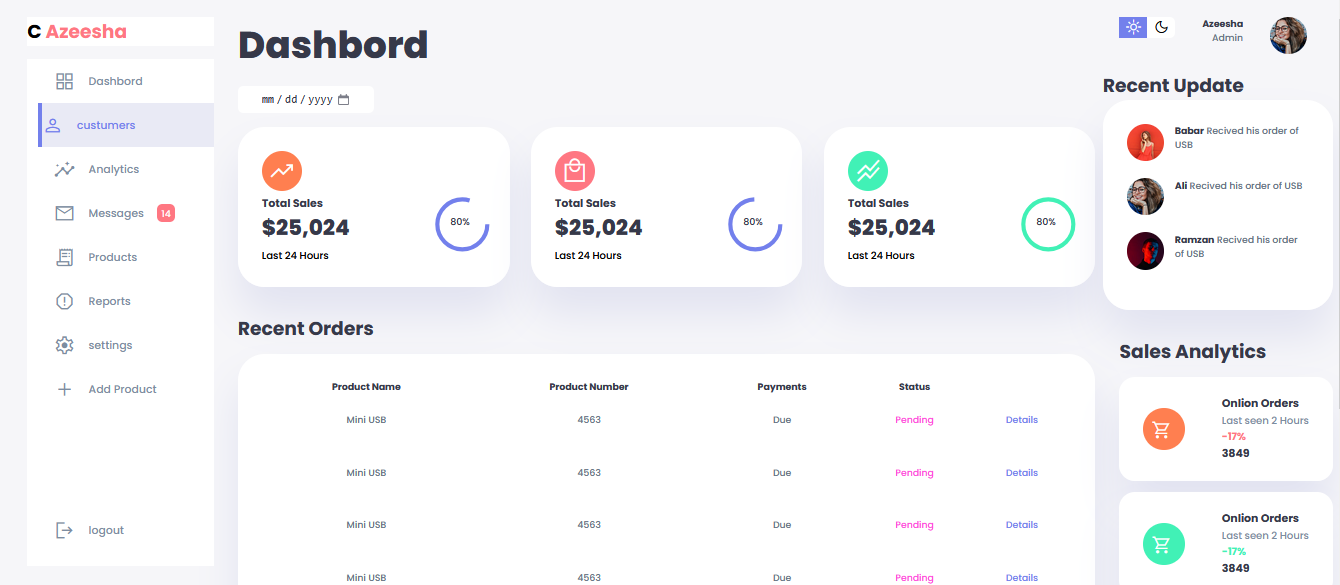 C Azeesha
Dashbord
custumers
Analytics
Messages 14
Products
Reports
settings
Add Product
logout
Dashbord
mm / dd / yyyy
Total Sales
$25,024
Last 24 Hours
80%
Total Sales
$25,024
Last 24 Hours
80%
Total Sales
$25,024
Last 24 Hours
80%
Recent Orders
Product Name Product Number Payments Status
Mini USB 4563 Due Pending Details
Mini USB 4563 Due Pending Details
Mini USB 4563 Due Pending Details
Mini USB 4563 Due Pending Details
Azeesha
Admin
Recent Update
Babar Recived his order of
USB
Ali Recived his order of USB
Ramzan Recived his order
of USB
Sales Analytics
Onlion Orders
Last seen 2 Hours
-17%
3849
Onlion Orders
Last seen 2 Hours
-17%
3849